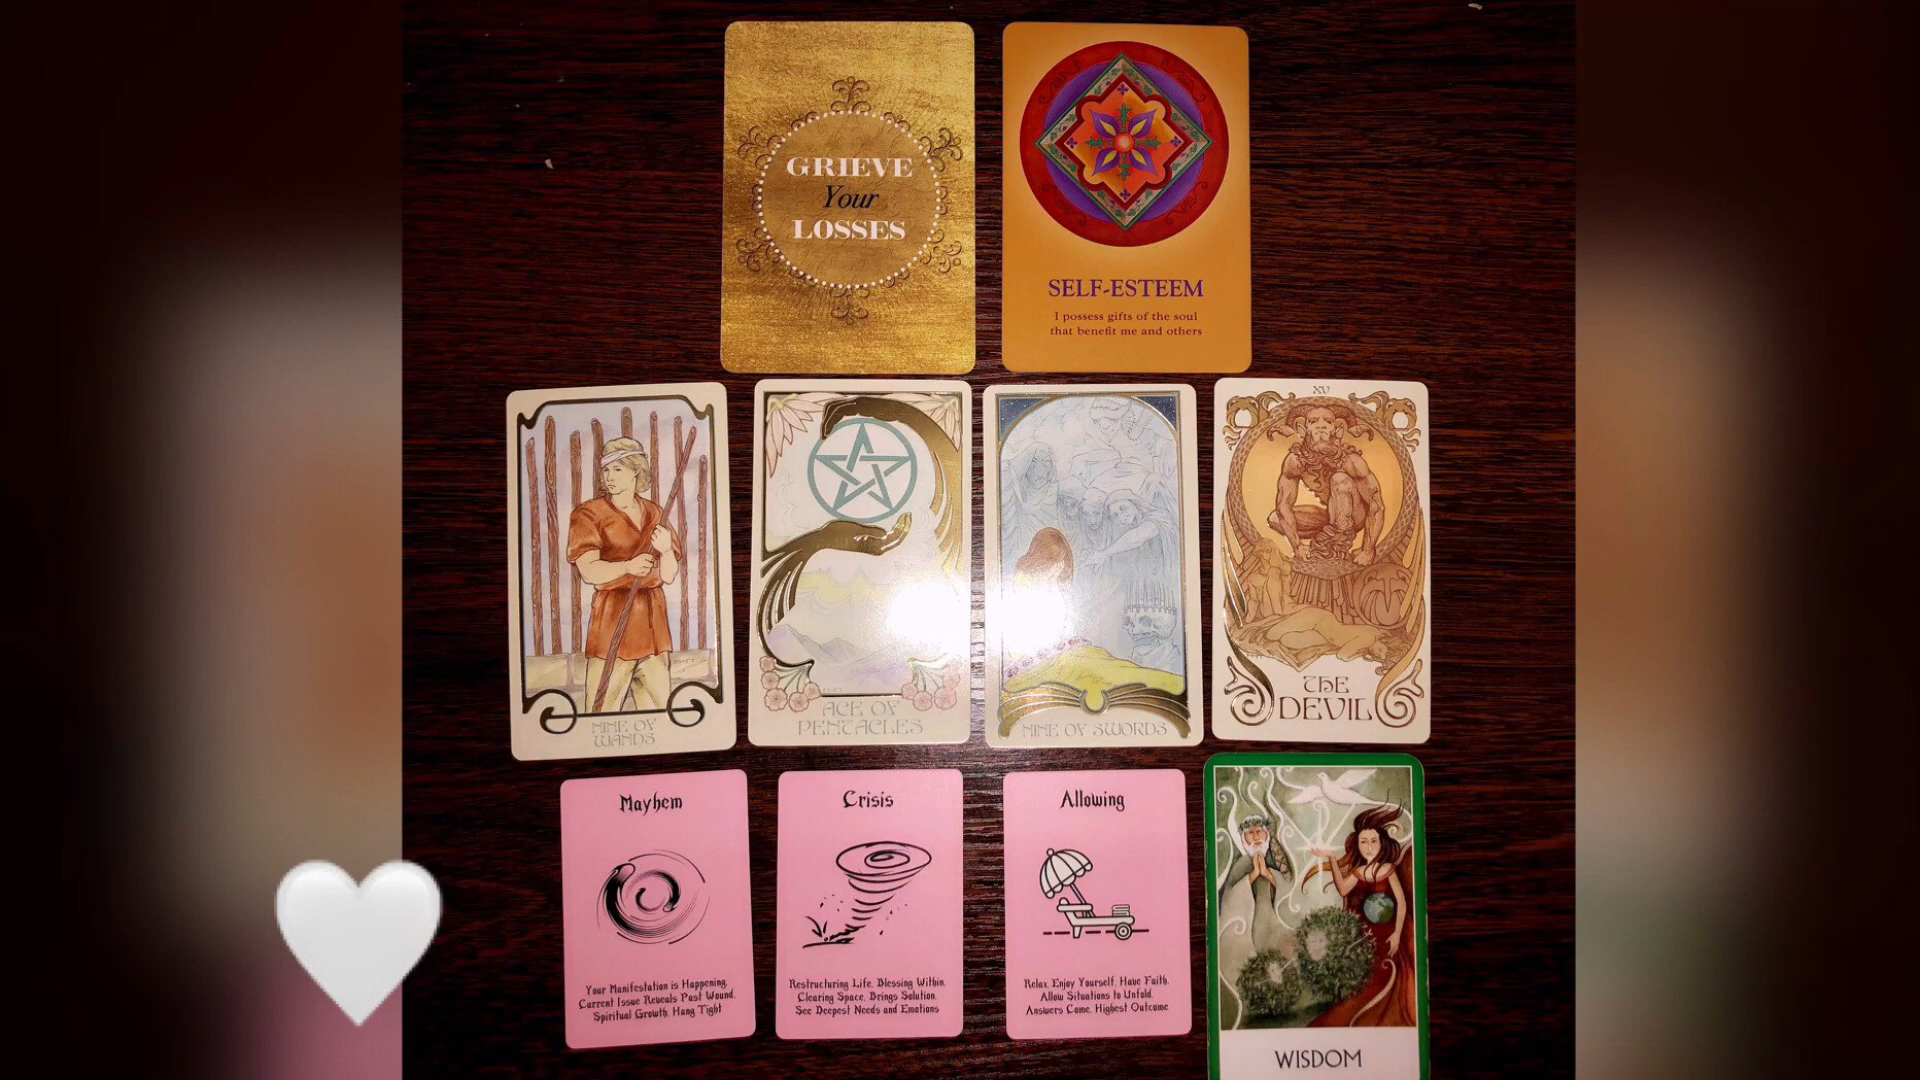 GRIEVE
Your
LOSSES
SELF-ESTEEM
I possess gifts of the soul
that benefit me and others
NINE OF
WANDS
ACE OF
PENTACLES
NINE OF SWORDS
XV
THE
DEVIL
Mayhem
Your Manifestation is Happening,
Current Issue Reveals Past Wound,
Spiritual Growth, Hang Tight
Crisis
Restructuring Life, Blessing Within,
Clearing Space, Brings Solution,
See Deepest Needs and Emotions
Allowing
Relax, Enjoy Yourself, Have Faith,
Allow Situations to Unfold,
Answers Come, Highest Outcome
WISDOM